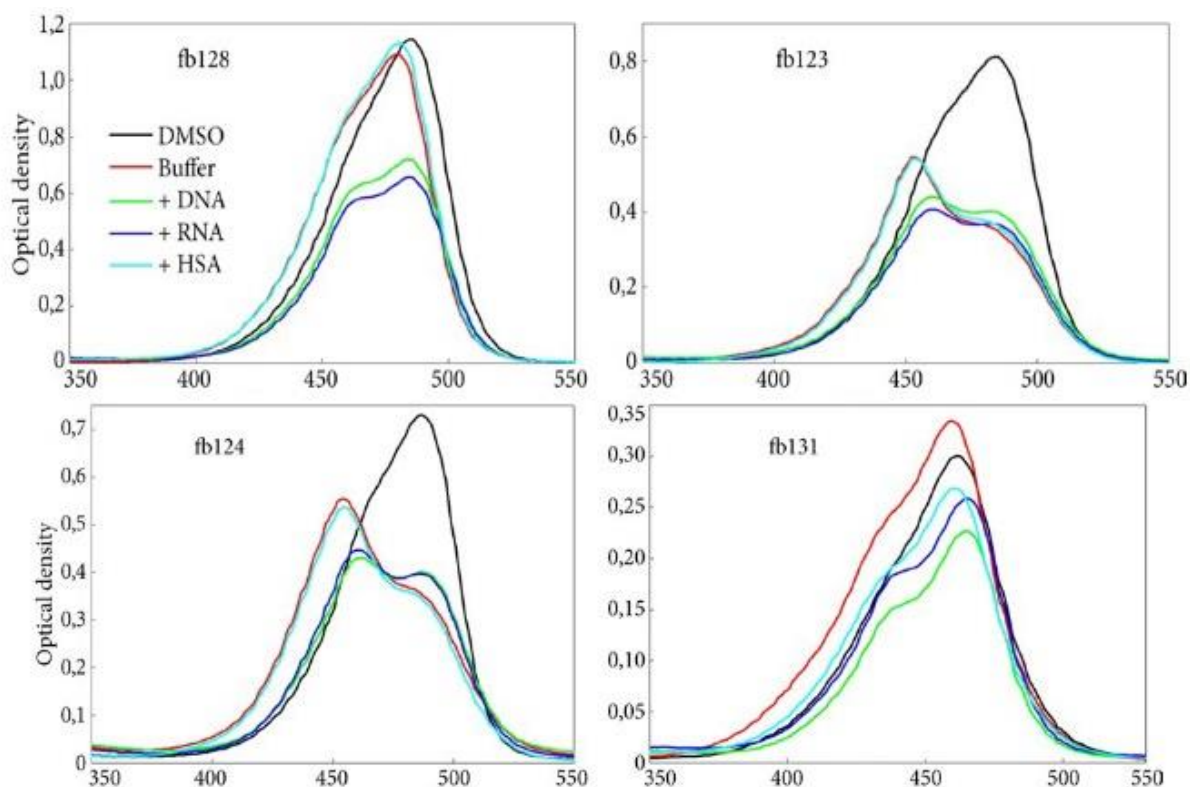 1,2
1,0
0,8
0,6
0,4
0,2
0
Optical density
fb128
DMSO
Buffer
+ DNA
+ RNA
+ HSA
350 400 450 500 550
0,8
0,6
0,4
0,2
0
fb123
350 400 450 500 550
0,7
0,6
0,5
0,4
0,3
0,2
0,1
0
Optical density
fb124
350 400 450 500 550
0,35
0,30
0,25
0,20
0,15
0,10
0,05
0
fb131
350 400 450 500 550